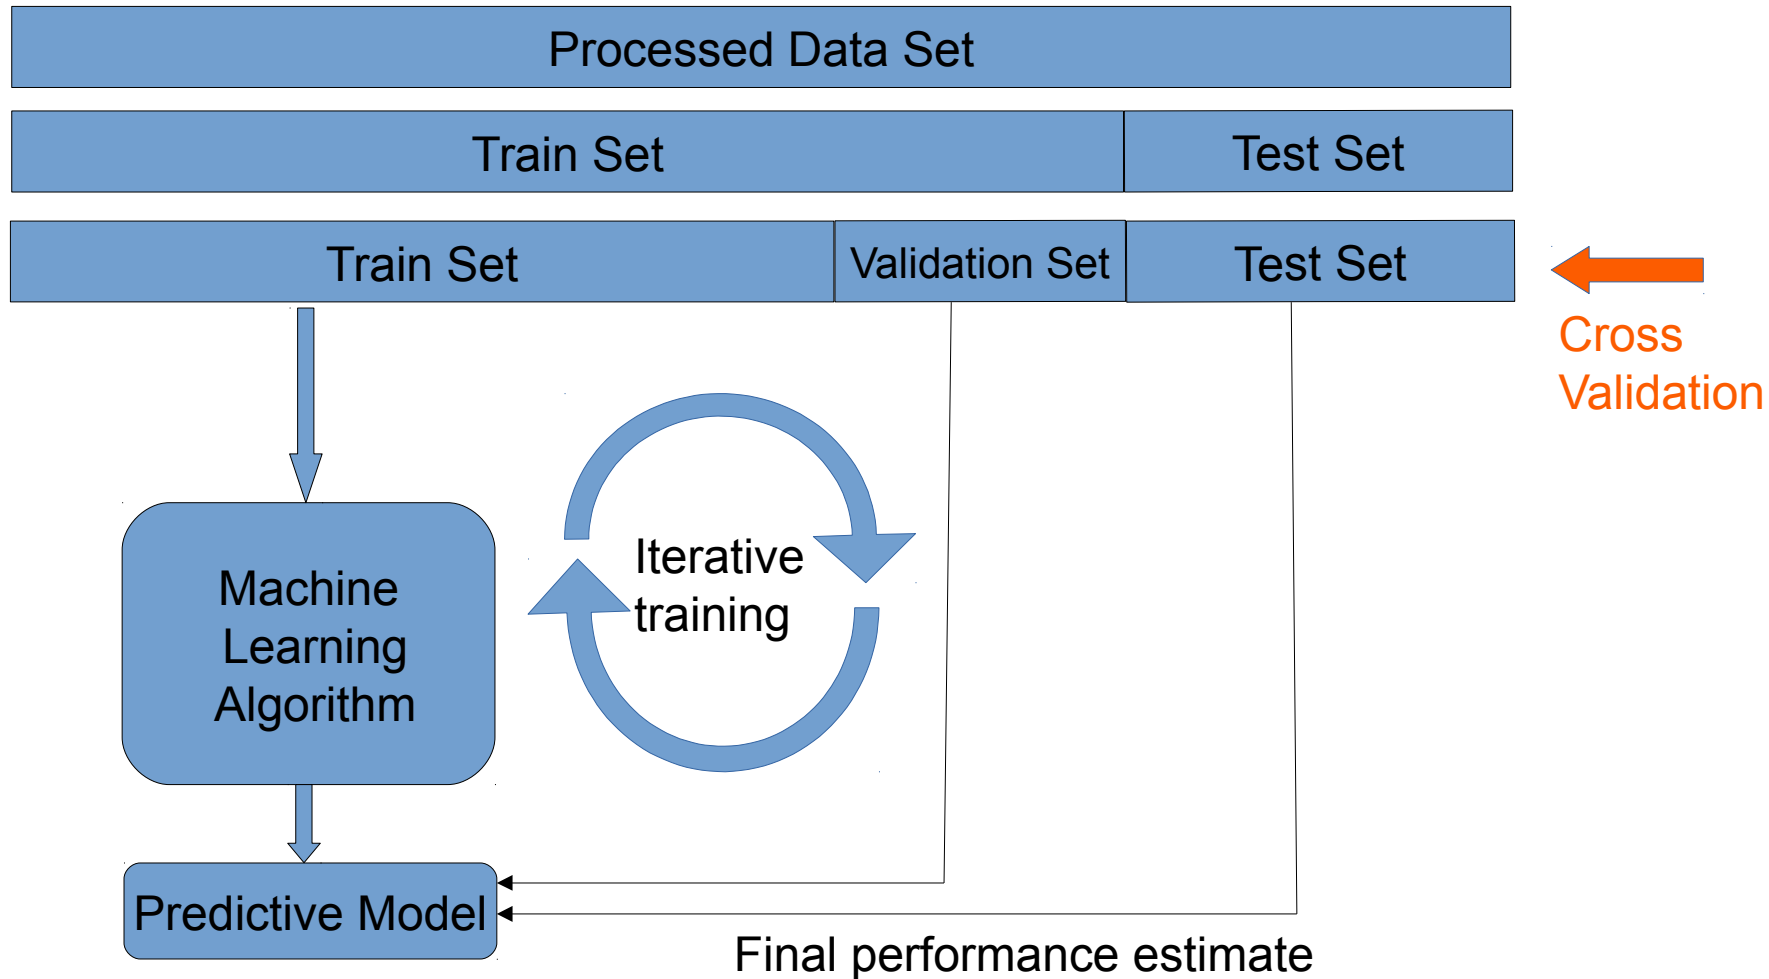 Processed Data Set
Train Set
Test Set
Train Set
Validation Set
Test Set
Cross
Validation
Iterative
training
Machine
Learning
Algorithm
Predictive Model
Final performance estimate